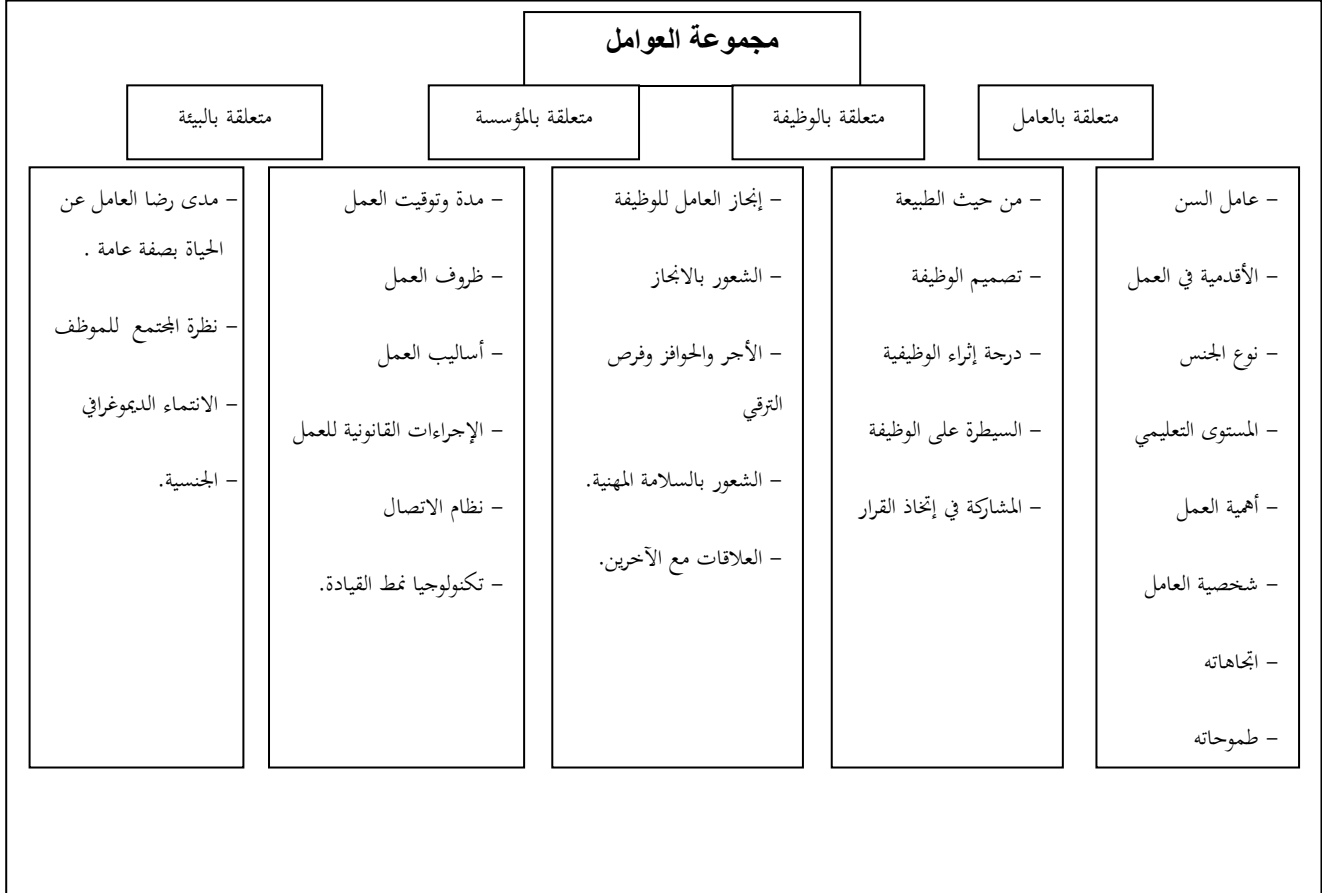 مجموعة العوامل
متعلقة بالعامل
متعلقة بالوظيفة
متعلقة بالمؤسسة
متعلقة بالبيئة
– عامل السن
– الأقدمية في العمل
– نوع الجنس
– المستوى التعليمي
– أهمية العمل
– شخصية العامل
– اتجاهاته
– طموحاته
– من حيث الطبيعة
– تصميم الوظيفة
– درجة إثراء الوظيفية
– السيطرة على الوظيفة
– المشاركة في إتخاذ القرار
– إنجاز العامل للوظيفة
– الشعور بالانجاز
– الأجر والحوافز وفرص
الترقي
– الشعور بالسلامة المهنية.
– العلاقات مع الآخرين.
– مدة وتوقيت العمل
– ظروف العمل
– أساليب العمل
– الإجراءات القانونية للعمل
– نظام الاتصال
– تكنولوجيا نمط القيادة.
– مدى رضا العامل عن
الحياة بصفة عامة .
– نظرة المجتمع للموظف
– الانتماء الديموغرافي
– الجنسية.